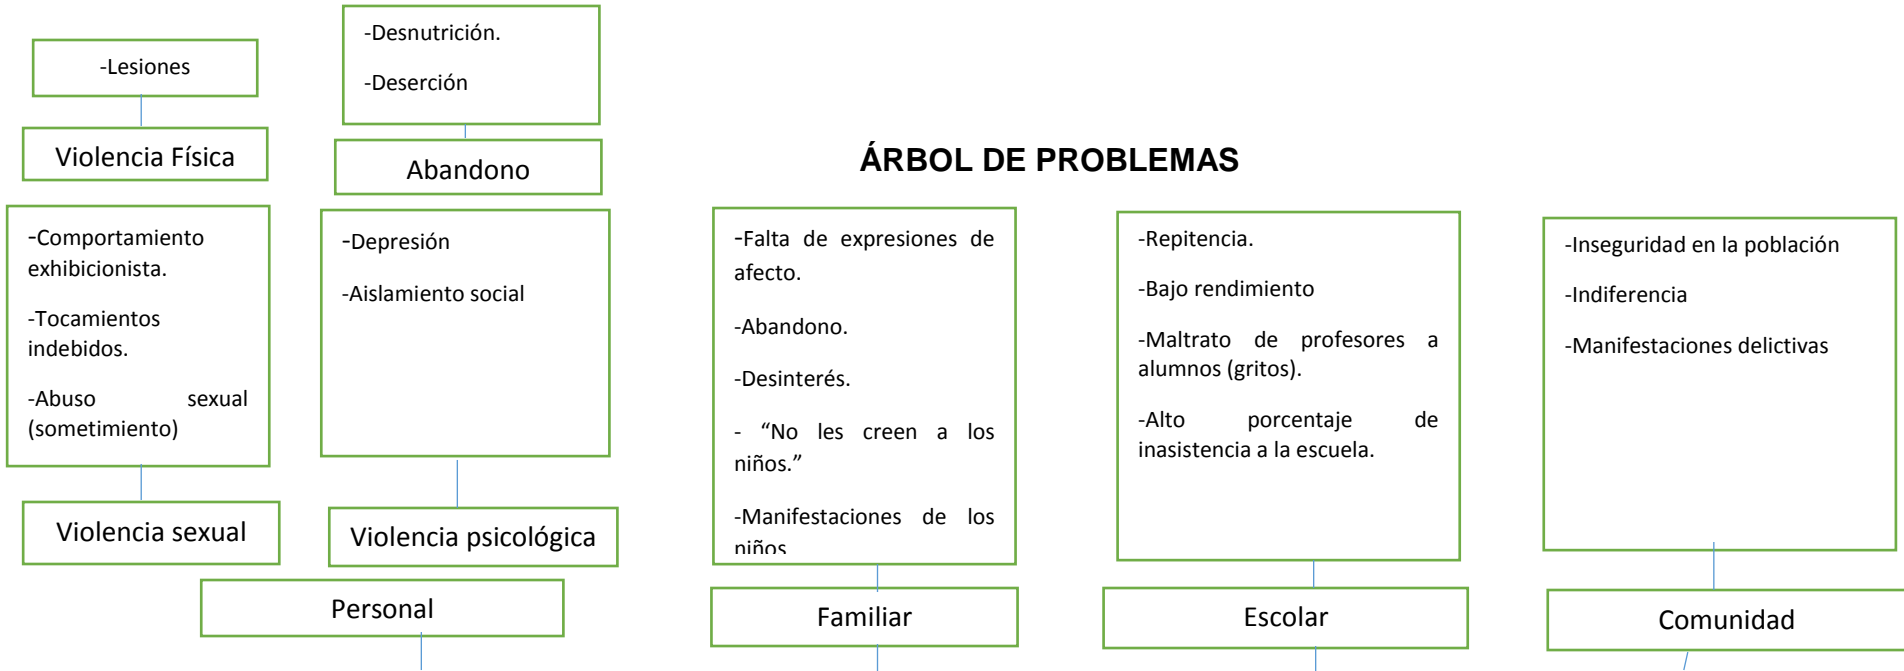 -Lesiones
Violencia Física
-Desnutrición.
-Deserción
Abandono
ÁRBOL DE PROBLEMAS
-Comportamiento
exhibicionista.
-Tocamientos
indebidos.
-Abuso sexual
(sometimiento)
Violencia sexual
-Depresión
-Aislamiento social
Violencia psicológica
Personal
-Falta de expresiones de
afecto.
-Abandono.
-Desinterés.
- “No les creen a los
niños.”
-Manifestaciones de los
niños
Familiar
-Repitencia.
-Bajo rendimiento
-Maltrato de profesores a
alumnos (gritos).
-Alto porcentaje de
inasistencia a la escuela.
Escolar
-Inseguridad en la población
-Indiferencia
-Manifestaciones delictivas
Comunidad